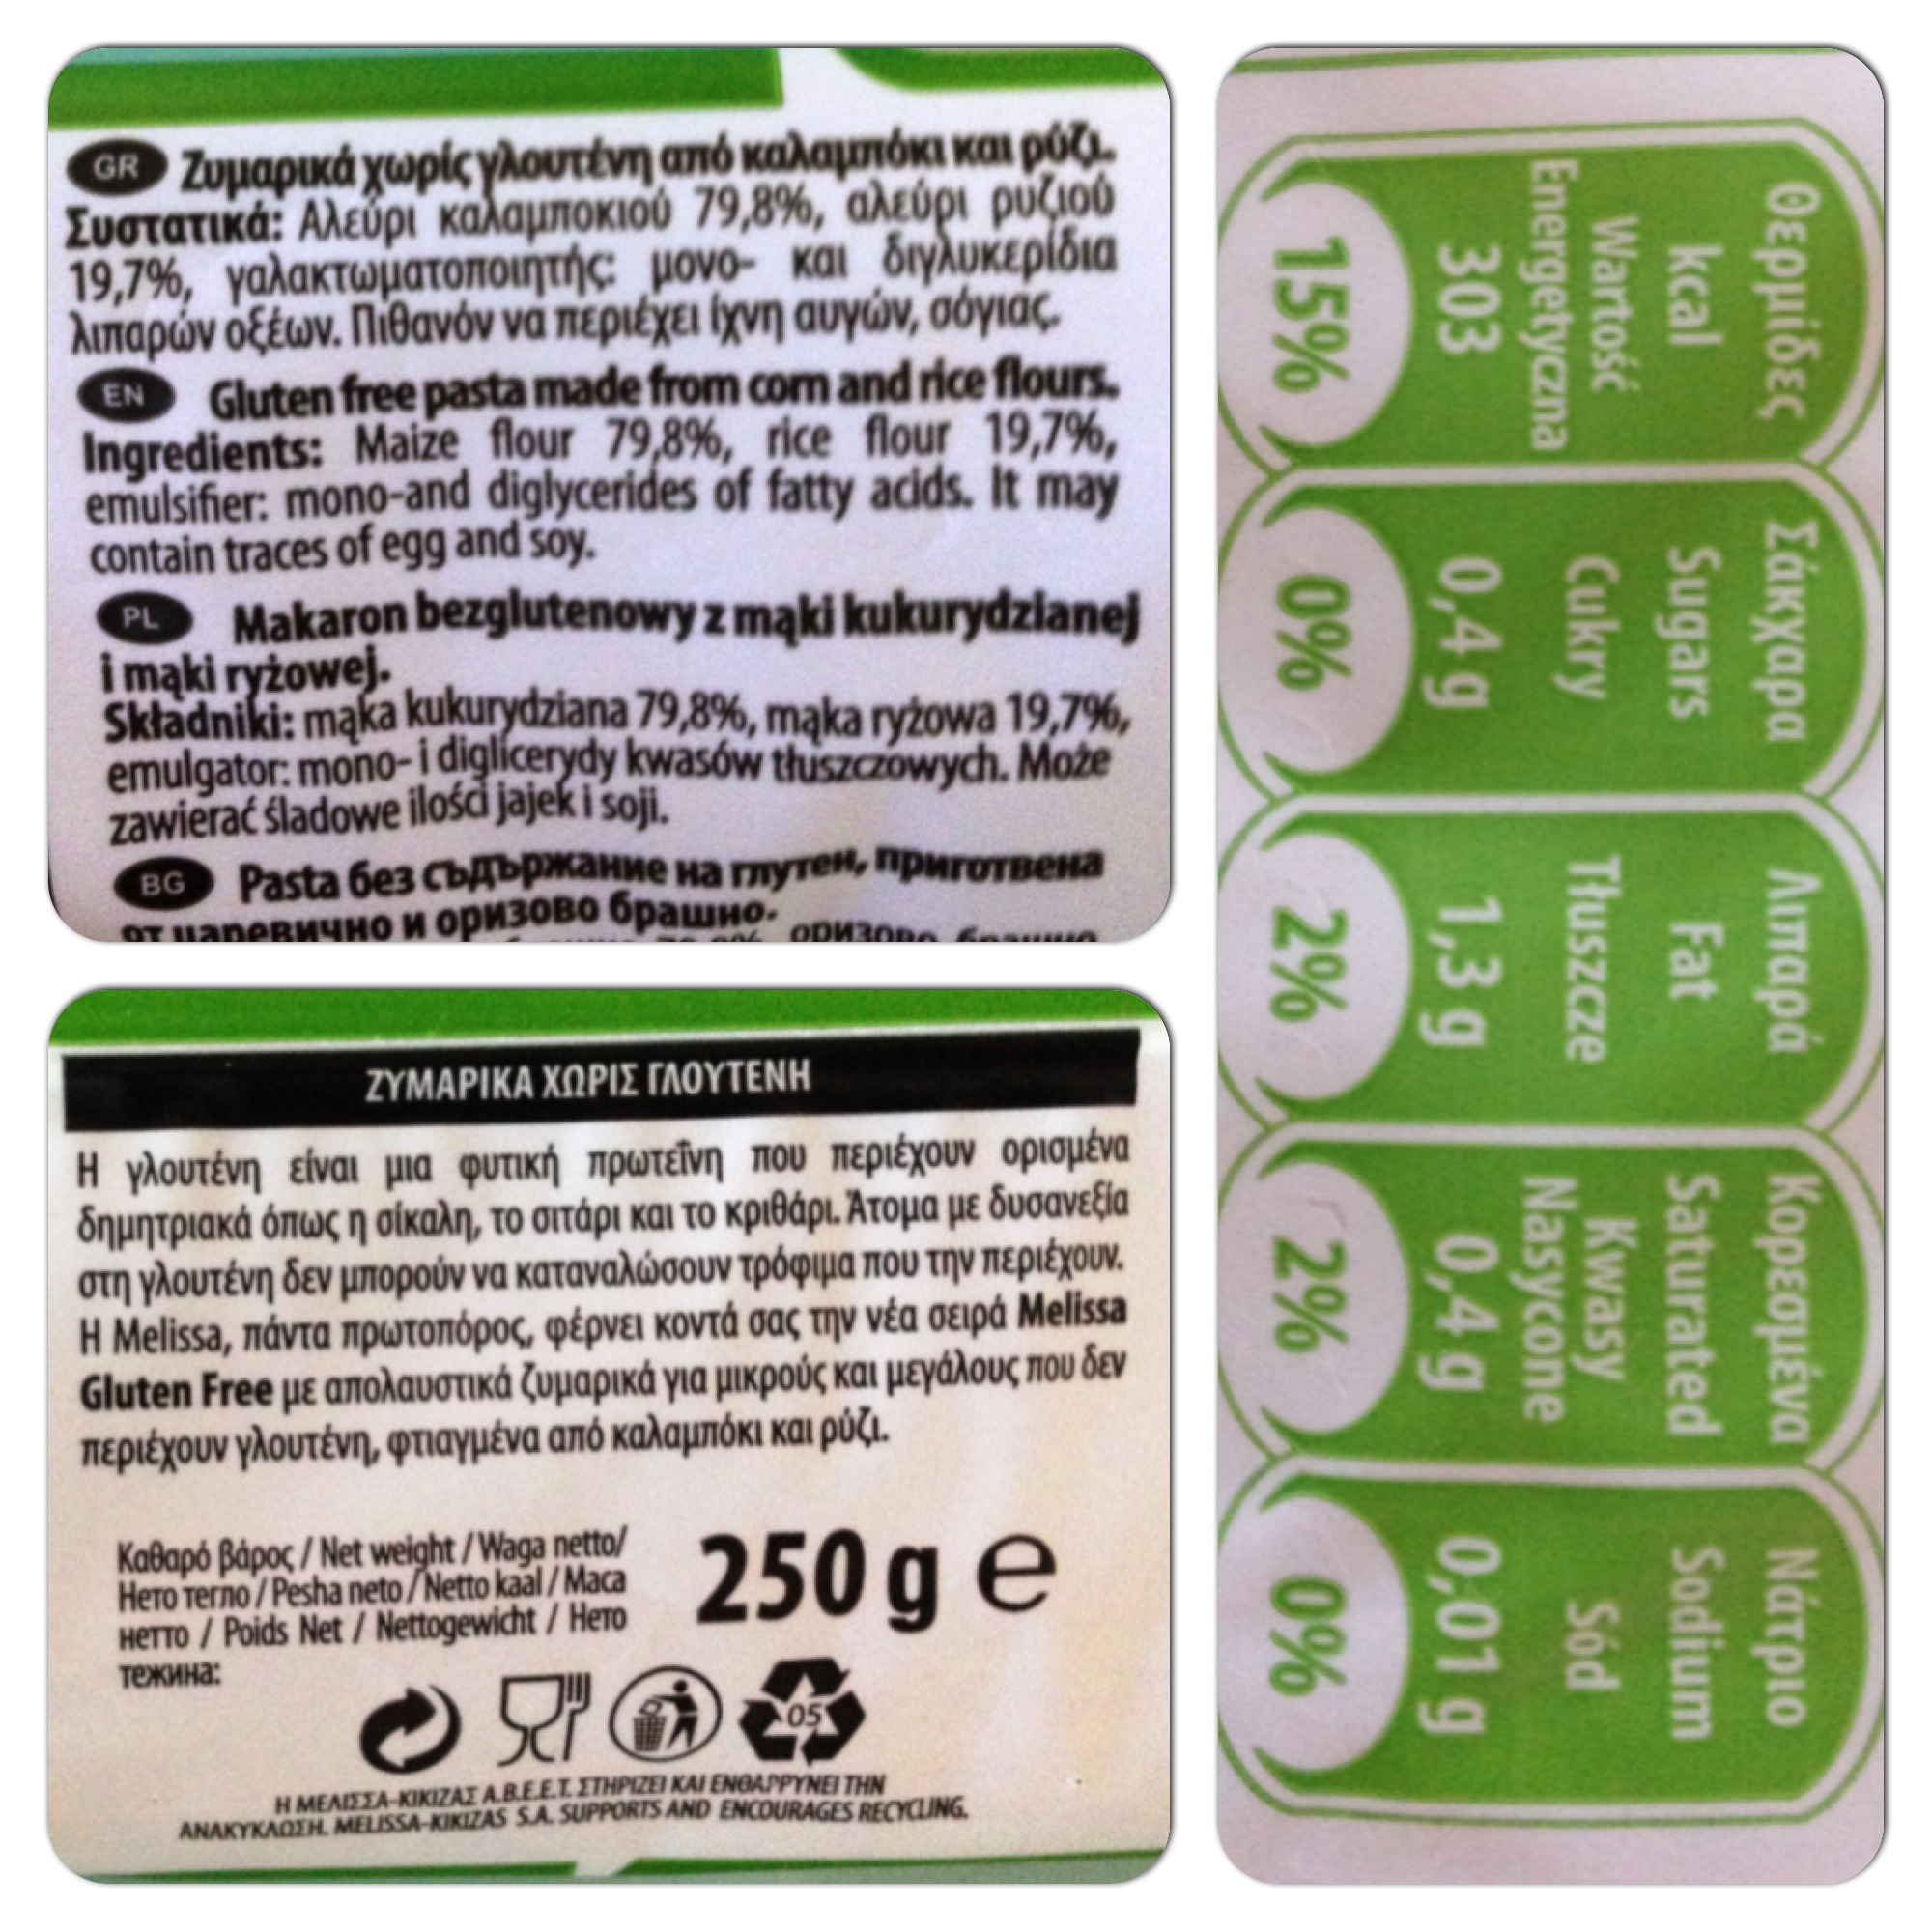 GR Ζυμαρικά χωρίς γλουτένη από καλαμπόκι και ρύζι.
Συστατικά: Αλεύρι καλαμποκιού 79,8%, αλεύρι ρυζιού
19,7%, γαλακτωματοποιητής: μονο- και διγλυκερίδια
λιπαρών οξέων. Πιθανόν να περιέχει ίχνη αυγών, σόγιας.
EN Gluten free pasta made from corn and rice flours.
Ingredients: Maize flour 79,8%, rice flour 19,7%,
emulsifier: mono-and diglycerides of fatty acids. It may
contain traces of egg and soy.
PL Makaron bezglutenowy z mąki kukurydzianej
i mąki ryżowej.
Składniki: mąka kukurydziana 79,8%, mąka ryżowa 19,7%,
emulgator: mono- i diglicerydy kwasów tłuszczowych. Może
zawierać śladowe ilości jajek i soji.
BG Pasta без съдържание на глутен, приготвена
от царевично и оризово брашно.
ΖΥΜΑΡΙΚΑ ΧΩΡΙΣ ΓΛΟΥΤΕΝΗ
Η γλουτένη είναι μια φυτική πρωτεΐνη που περιέχουν ορισμένα
δημητριακά όπως η σίκαλη, το σιτάρι και το κριθάρι. Άτομα με δυσανεξία
στη γλουτένη δεν μπορούν να καταναλώσουν τρόφιμα που την περιέχουν.
Η Melissa, πάντα πρωτοπόρος, φέρνει κοντά σας την νέα σειρά Melissa
Gluten Free με απολαυστικά ζυμαρικά για μικρούς και μεγάλους που δεν
περιέχουν γλουτένη, φτιαγμένα από καλαμπόκι και ρύζι.
Καθαρό βάρος / Net weight / Waga netto/
Нето тегло / Pesha neto / Netto kaal / Maca
нетто / Poids Net / Nettogewicht / Нето
тежина:
250 g e
05
Η ΜΕΛΙΣΣΑ-ΚΙΚΙΖΑΣ Α.Β.Ε.Ε.Τ. ΣΤΗΡΙΖΕΙ ΚΑΙ ΕΝΘΑΡΡΥΝΕΙ ΤΗΝ
ΑΝΑΚΥΚΛΩΣΗ. MELISSA-KIKIZAS S.A. SUPPORTS AND ENCOURAGES RECYCLING.
Θερμίδες
kcal
Wartość
Energetyczna
303
15%
Σάκχαρα
Sugars
Cukry
0,4 g
0%
Λιπαρά
Fat
Tłuszcze
1,3 g
2%
Κορεσμένα
Saturated
Kwasy
Nasycone
0,4 g
2%
Νάτριο
Sodium
Sód
0,01 g
0%